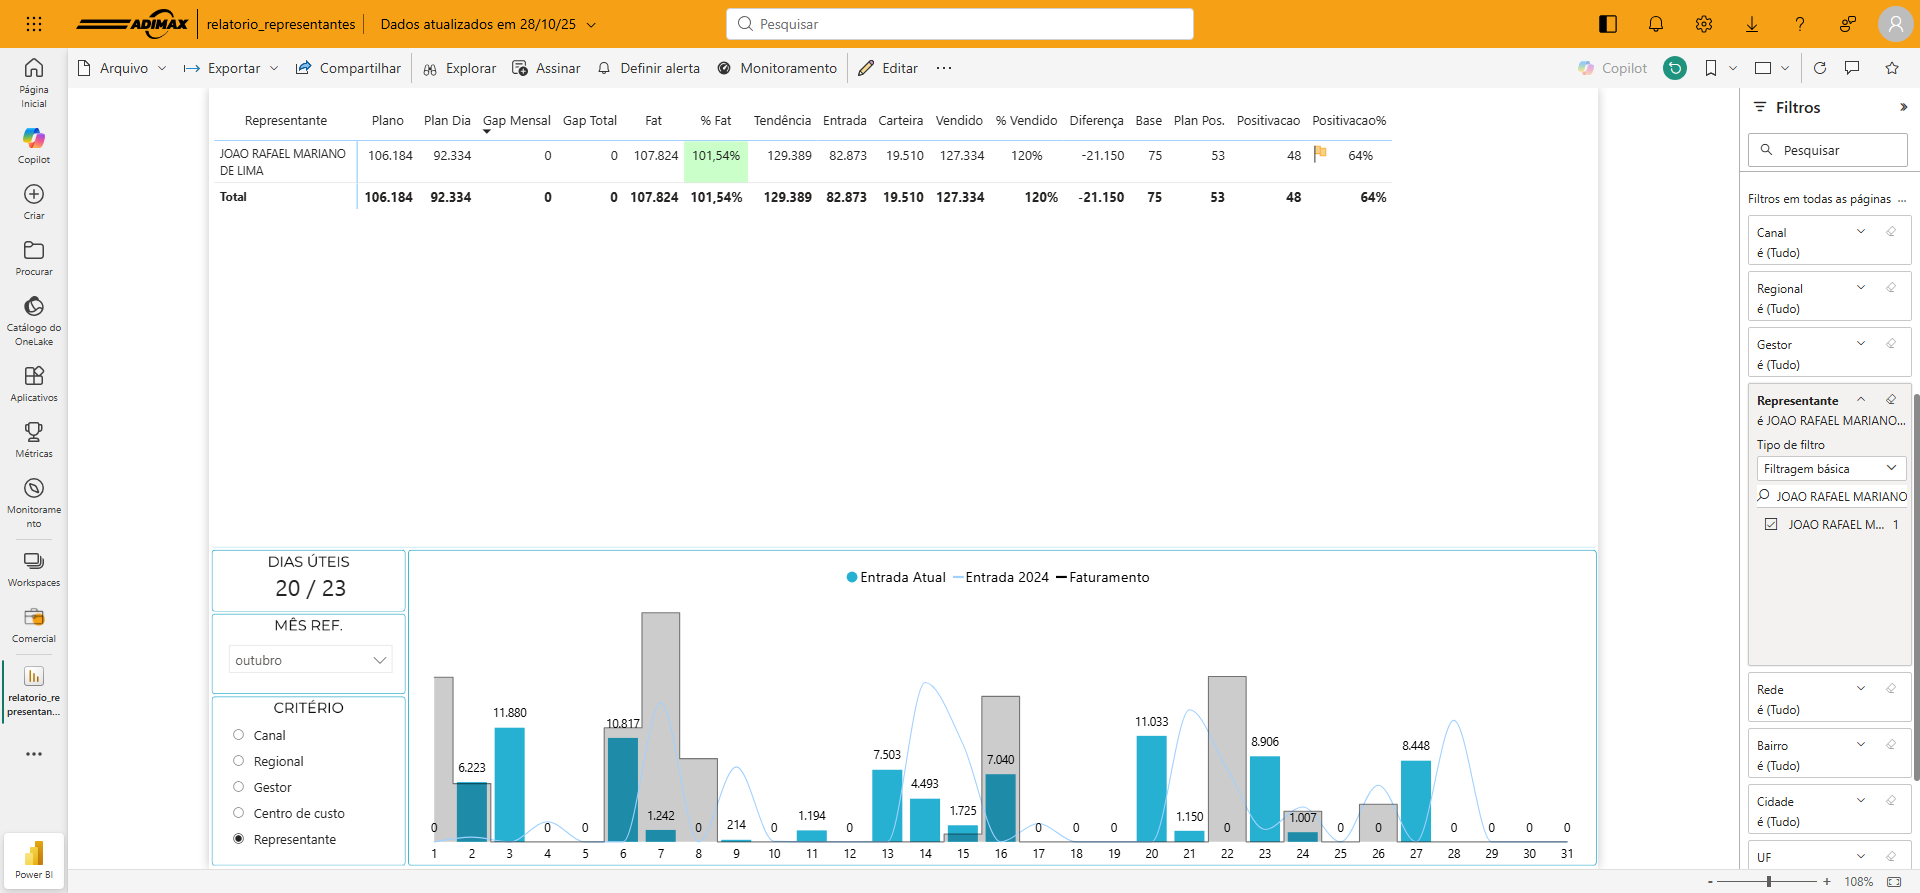 ADIMAX
relatorio_representantes
Dados atualizados em 28/10/25
Pesquisar
Arquivo
Exportar
Compartilhar
Explorar
Assinar
Definir alerta
Monitoramento
Editar
Copilot
Página
Inicial
Copilot
Criar
Procurar
Catálogo do
OneLake
Aplicativos
Métricas
Monitorame
nto
Workspaces
Comercial
relatorio_re
presentan...
Power BI
Representante Plano Plan Dia Gap Mensal Gap Total Fat % Fat Tendência Entrada Carteira Vendido % Vendido Diferença Base Plan Pos. Positivacao Positivacao%
JOAO RAFAEL MARIANO
DE LIMA
106.184 92.334 0 0 107.824 101,54% 129.389 82.873 19.510 127.334 120% -21.150 75 53 48 64%
Total 106.184 92.334 0 0 107.824 101,54% 129.389 82.873 19.510 127.334 120% -21.150 75 53 48 64%
DIAS ÚTEIS
20 / 23
MÊS REF.
outubro
CRITÉRIO
Canal
Regional
Gestor
Centro de custo
Representante
Entrada Atual Entrada 2024 Faturamento
0 6.223 11.880 0 0 10.817 1.242 0 214 0 1.194 0 7.503 4.493 1.725 7.040 0 0 0 11.033 1.150 0 8.906 1.007 0 0 8.448 0 0 0 0
1 2 3 4 5 6 7 8 9 10 11 12 13 14 15 16 17 18 19 20 21 22 23 24 25 26 27 28 29 30 31
Filtros
Pesquisar
Filtros em todas as páginas ...
Canal
é (Tudo)
Regional
é (Tudo)
Gestor
é (Tudo)
Representante
é JOAO RAFAEL MARIANO...
Tipo de filtro
Filtragem básica
JOAO RAFAEL MARIANO
JOAO RAFAEL M... 1
Rede
é (Tudo)
Bairro
é (Tudo)
Cidade
é (Tudo)
UF
- + 108%